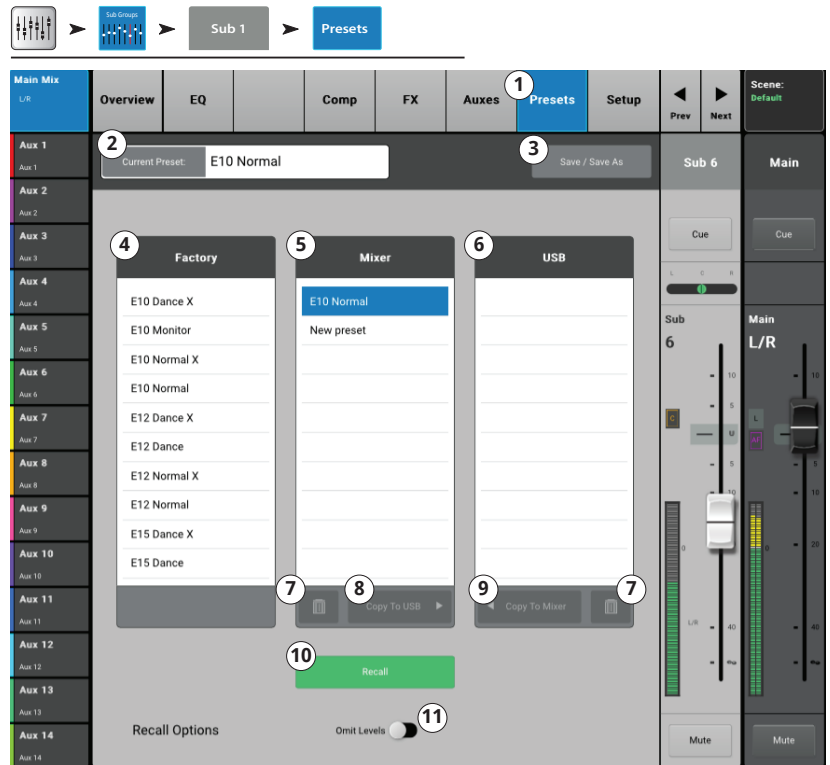 Sub Groups
Sub 1
Presets
Main Mix
L/R
Overview
EQ
Comp
FX
Auxes
1
Presets
Setup
Prev
Next
Scene:
Default
Aux 1
Aux 1
Aux 2
Aux 2
Aux 3
Aux 3
Aux 4
Aux 4
Aux 5
Aux 5
Aux 6
Aux 6
Aux 7
Aux 7
Aux 8
Aux 8
Aux 9
Aux 9
Aux 10
Aux 10
Aux 11
Aux 11
Aux 12
Aux 12
Aux 13
Aux 13
Aux 14
Aux 14
2
Current Preset:
E10 Normal
3
Save / Save As
4
Factory
E10 Dance X
E10 Monitor
E10 Normal X
E10 Normal
E12 Dance X
E12 Dance
E12 Normal X
E12 Normal
E15 Dance X
E15 Dance
5
Mixer
E10 Normal
New preset
6
USB
7
8
Copy To USB
9
Copy To Mixer
7
10
Recall
Recall Options
Omit Levels
11
Sub 6
Cue
L C R
Sub
6
10
5
C
U
5
10
0
L/R
40
∞
Mute
Main
Cue
Main
L/R
10
L
AF
5
10
0
20
40
∞
Mute